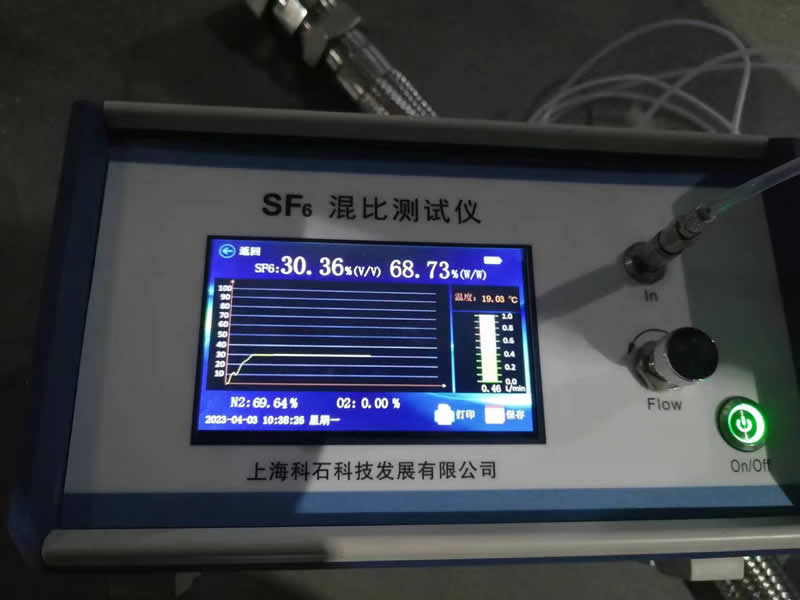 SF₆ 混比测试仪
返回
SF6:30.36%(V/V) 68.73%(W/W)
100
90
80
70
60
50
40
30
20
10
温度: 19.03 ℃
1.0
0.8
0.6
0.4
0.2
0.0
0.46 L/min
N2:69.64% O2: 0.00 %
2023-04-03 10:38:26 星期一
打印
保存
In
Flow
On/Off
上海科石科技发展有限公司